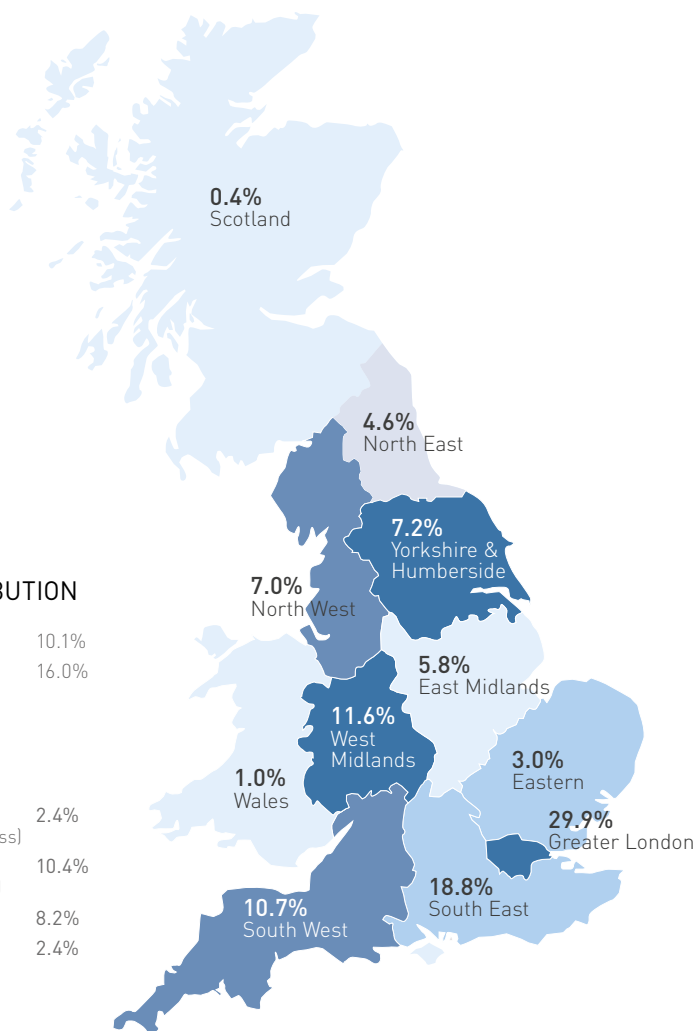 0.4%
Scotland
4.6%
North East
7.2%
Yorkshire &
Humberside
7.0%
North West
5.8%
East Midlands
11.6%
West
Midlands
3.0%
Eastern
1.0%
Wales
29.9%
Greater London
18.8%
South East
10.7%
South West
BUTION
10.1%
16.0%
2.4%
ss)
10.4%
8.2%
2.4%